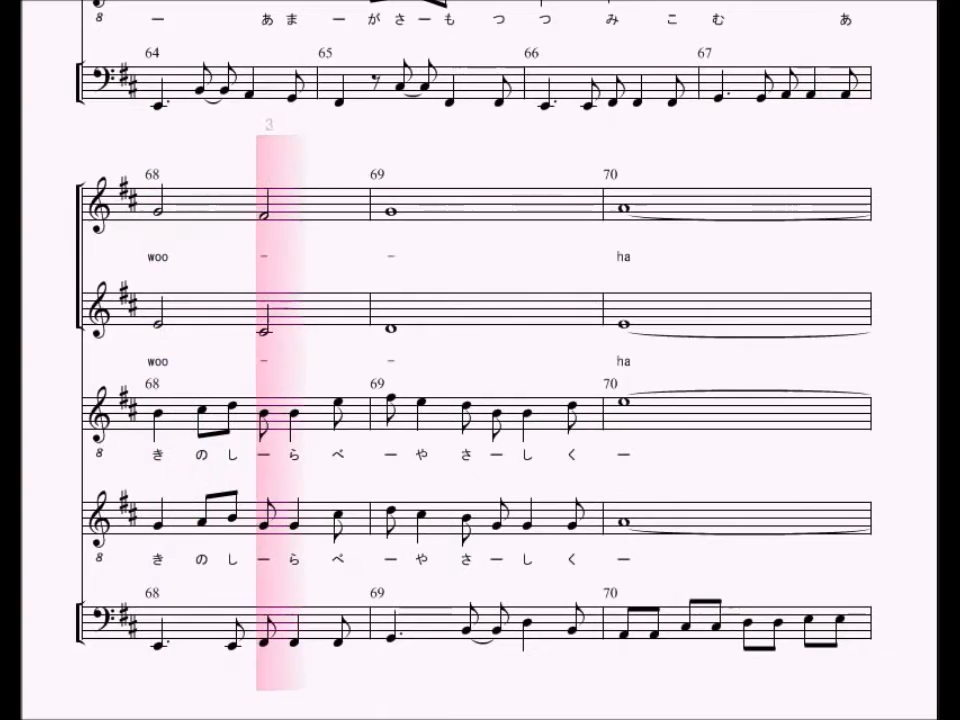 8 ー あ ま ー が さ ー も つ つ み こ む あ
64 65 66 67
3
68 69 70
woo - - ha
woo - - ha
68 69 70
8 き の し ー ら べ ー や さ ー し く ー
8 き の し ー ら べ ー や さ ー し く ー
68 69 70